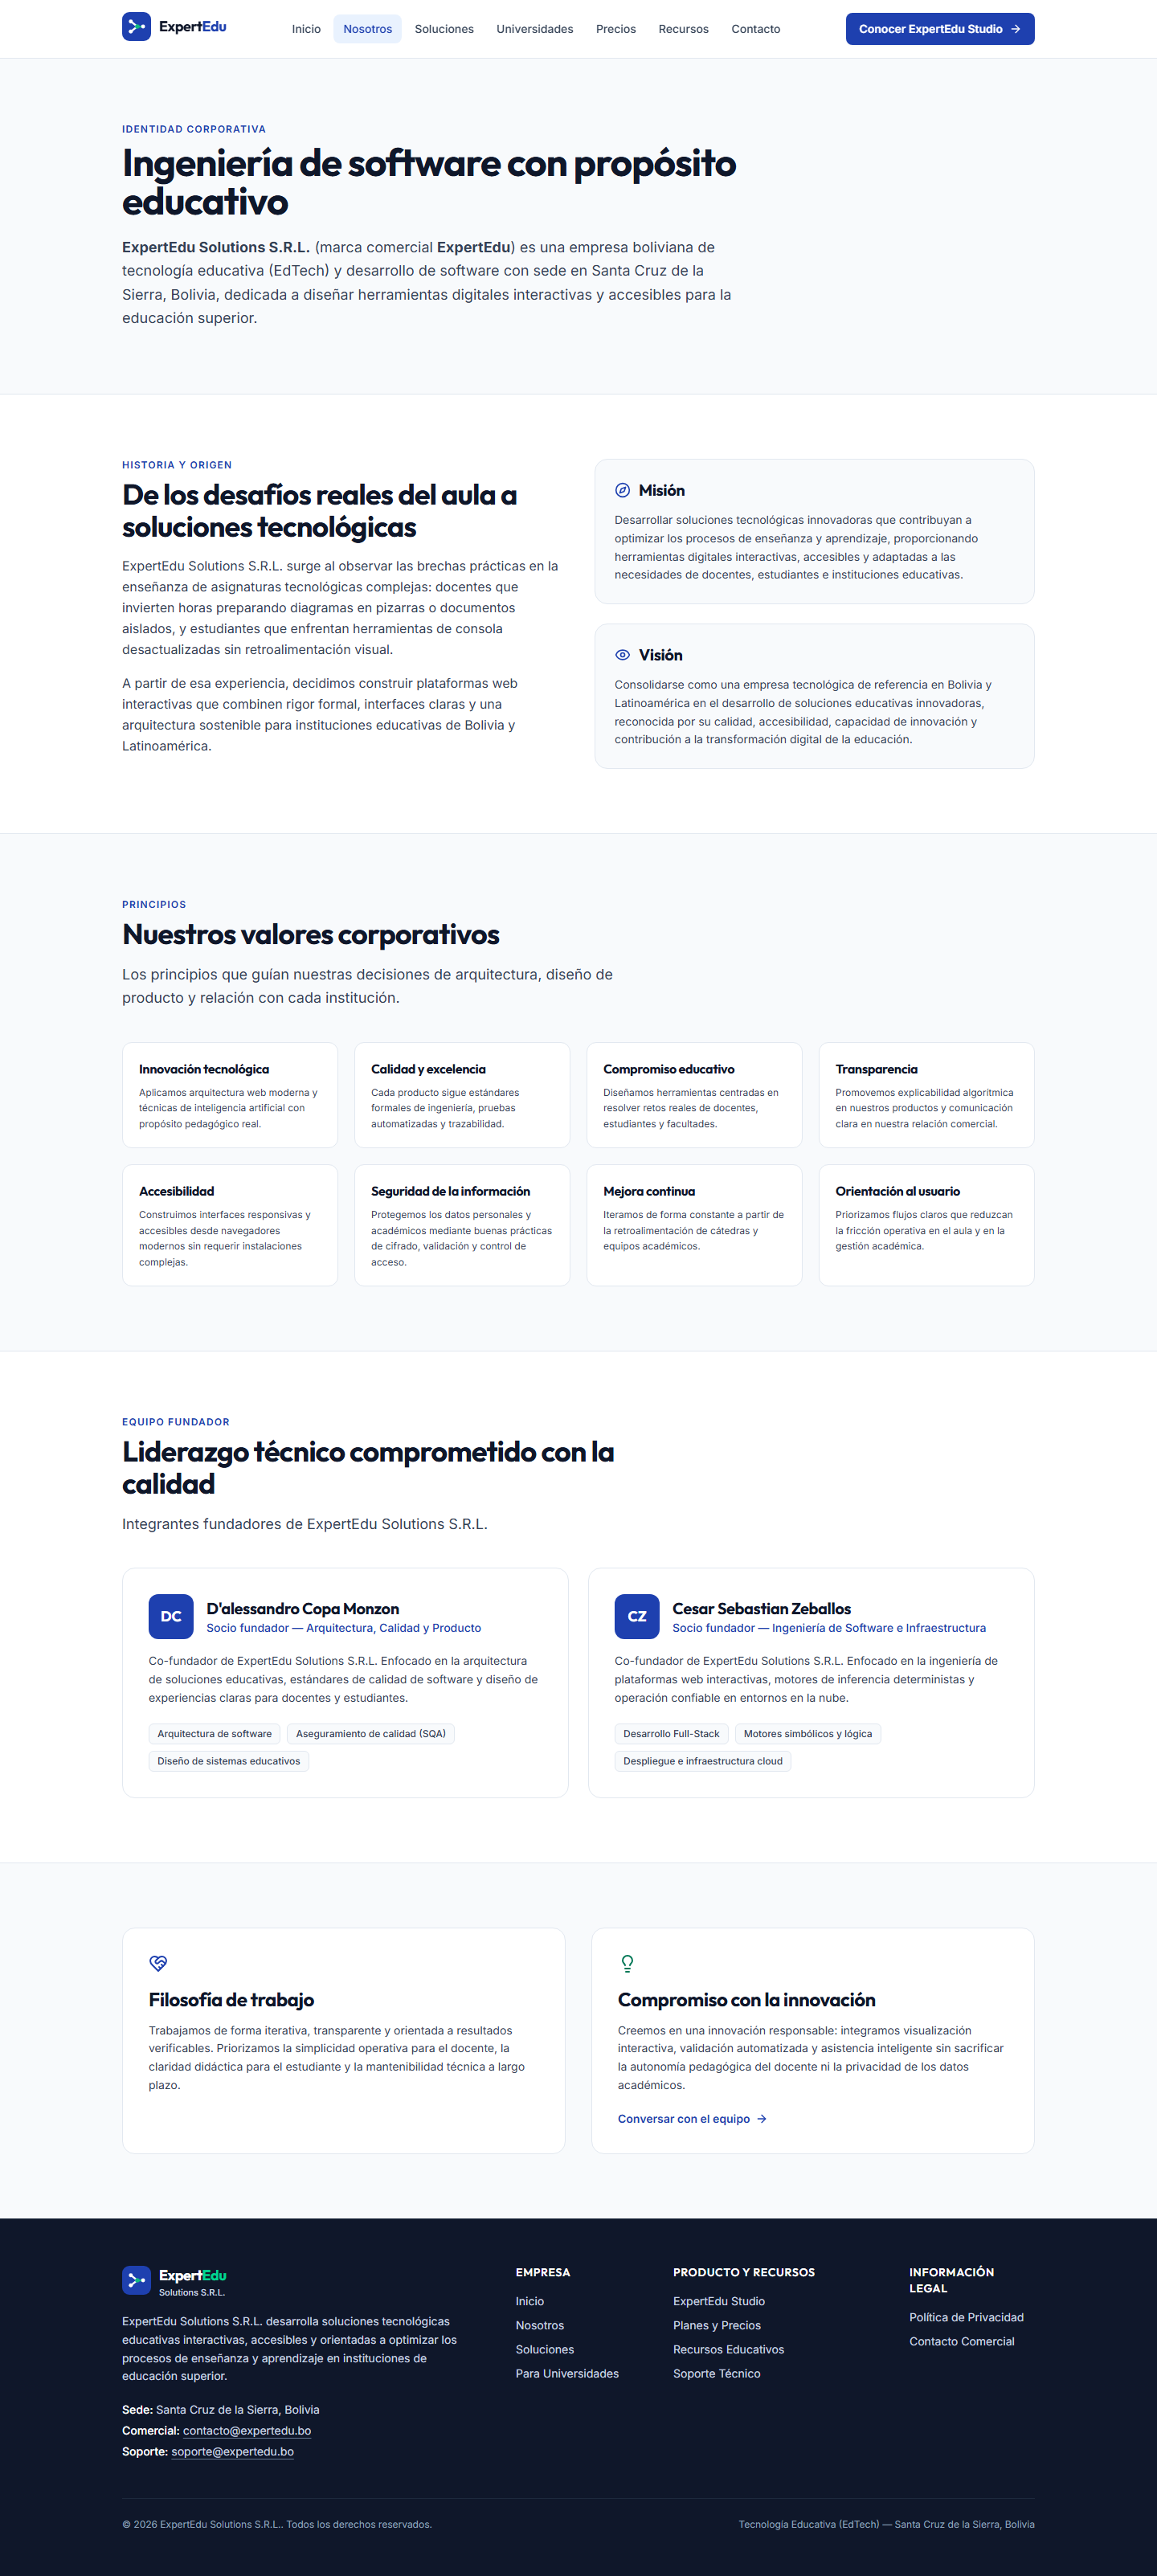 ExpertEdu
Inicio
Nosotros
Soluciones
Universidades
Precios
Recursos
Contacto
Conocer ExpertEdu Studio
IDENTIDAD CORPORATIVA
Ingeniería de software con propósito
educativo
ExpertEdu Solutions S.R.L. (marca comercial ExpertEdu) es una empresa boliviana de
tecnología educativa (EdTech) y desarrollo de software con sede en Santa Cruz de la
Sierra, Bolivia, dedicada a diseñar herramientas digitales interactivas y accesibles para la
educación superior.
HISTORIA Y ORIGEN
De los desafíos reales del aula a
soluciones tecnológicas
ExpertEdu Solutions S.R.L. surge al observar las brechas prácticas en la
enseñanza de asignaturas tecnológicas complejas: docentes que
invierten horas preparando diagramas en pizarras o documentos
aislados, y estudiantes que enfrentan herramientas de consola
desactualizadas sin retroalimentación visual.
A partir de esa experiencia, decidimos construir plataformas web
interactivas que combinen rigor formal, interfaces claras y una
arquitectura sostenible para instituciones educativas de Bolivia y
Latinoamérica.
Misión
Desarrollar soluciones tecnológicas innovadoras que contribuyan a
optimizar los procesos de enseñanza y aprendizaje, proporcionando
herramientas digitales interactivas, accesibles y adaptadas a las
necesidades de docentes, estudiantes e instituciones educativas.
Visión
Consolidarse como una empresa tecnológica de referencia en Bolivia y
Latinoamérica en el desarrollo de soluciones educativas innovadoras,
reconocida por su calidad, accesibilidad, capacidad de innovación y
contribución a la transformación digital de la educación.
PRINCIPIOS
Nuestros valores corporativos
Los principios que guían nuestras decisiones de arquitectura, diseño de
producto y relación con cada institución.
Innovación tecnológica
Aplicamos arquitectura web moderna y
técnicas de inteligencia artificial con
propósito pedagógico real.
Calidad y excelencia
Cada producto sigue estándares
formales de ingeniería, pruebas
automatizadas y trazabilidad.
Compromiso educativo
Diseñamos herramientas centradas en
resolver retos reales de docentes,
estudiantes y facultades.
Transparencia
Promovemos explicabilidad algorítmica
en nuestros productos y comunicación
clara en nuestra relación comercial.
Accesibilidad
Construimos interfaces responsivas y
accesibles desde navegadores
modernos sin requerir instalaciones
complejas.
Seguridad de la información
Protegemos los datos personales y
académicos mediante buenas prácticas
de cifrado, validación y control de
acceso.
Mejora continua
Iteramos de forma constante a partir de
la retroalimentación de cátedras y
equipos académicos.
Orientación al usuario
Priorizamos flujos claros que reduzcan
la fricción operativa en el aula y en la
gestión académica.
EQUIPO FUNDADOR
Liderazgo técnico comprometido con la
calidad
Integrantes fundadores de ExpertEdu Solutions S.R.L.
DC
D'alessandro Copa Monzon
Socio fundador — Arquitectura, Calidad y Producto
Co-fundador de ExpertEdu Solutions S.R.L. Enfocado en la arquitectura
de soluciones educativas, estándares de calidad de software y diseño de
experiencias claras para docentes y estudiantes.
Arquitectura de software
Aseguramiento de calidad (SQA)
Diseño de sistemas educativos
CZ
Cesar Sebastian Zeballos
Socio fundador — Ingeniería de Software e Infraestructura
Co-fundador de ExpertEdu Solutions S.R.L. Enfocado en la ingeniería de
plataformas web interactivas, motores de inferencia deterministas y
operación confiable en entornos en la nube.
Desarrollo Full-Stack
Motores simbólicos y lógica
Despliegue e infraestructura cloud
Filosofía de trabajo
Trabajamos de forma iterativa, transparente y orientada a resultados
verificables. Priorizamos la simplicidad operativa para el docente, la
claridad didáctica para el estudiante y la mantenibilidad técnica a largo
plazo.
Compromiso con la innovación
Creemos en una innovación responsable: integramos visualización
interactiva, validación automatizada y asistencia inteligente sin sacrificar
la autonomía pedagógica del docente ni la privacidad de los datos
académicos.
Conversar con el equipo
ExpertEdu
Solutions S.R.L.
ExpertEdu Solutions S.R.L. desarrolla soluciones tecnológicas
educativas interactivas, accesibles y orientadas a optimizar los
procesos de enseñanza y aprendizaje en instituciones de
educación superior.
Sede: Santa Cruz de la Sierra, Bolivia
Comercial: contacto@expertedu.bo
Soporte: soporte@expertedu.bo
EMPRESA
Inicio
Nosotros
Soluciones
Para Universidades
PRODUCTO Y RECURSOS
ExpertEdu Studio
Planes y Precios
Recursos Educativos
Soporte Técnico
INFORMACIÓN
LEGAL
Política de Privacidad
Contacto Comercial
© 2026 ExpertEdu Solutions S.R.L.. Todos los derechos reservados.
Tecnología Educativa (EdTech) — Santa Cruz de la Sierra, Bolivia